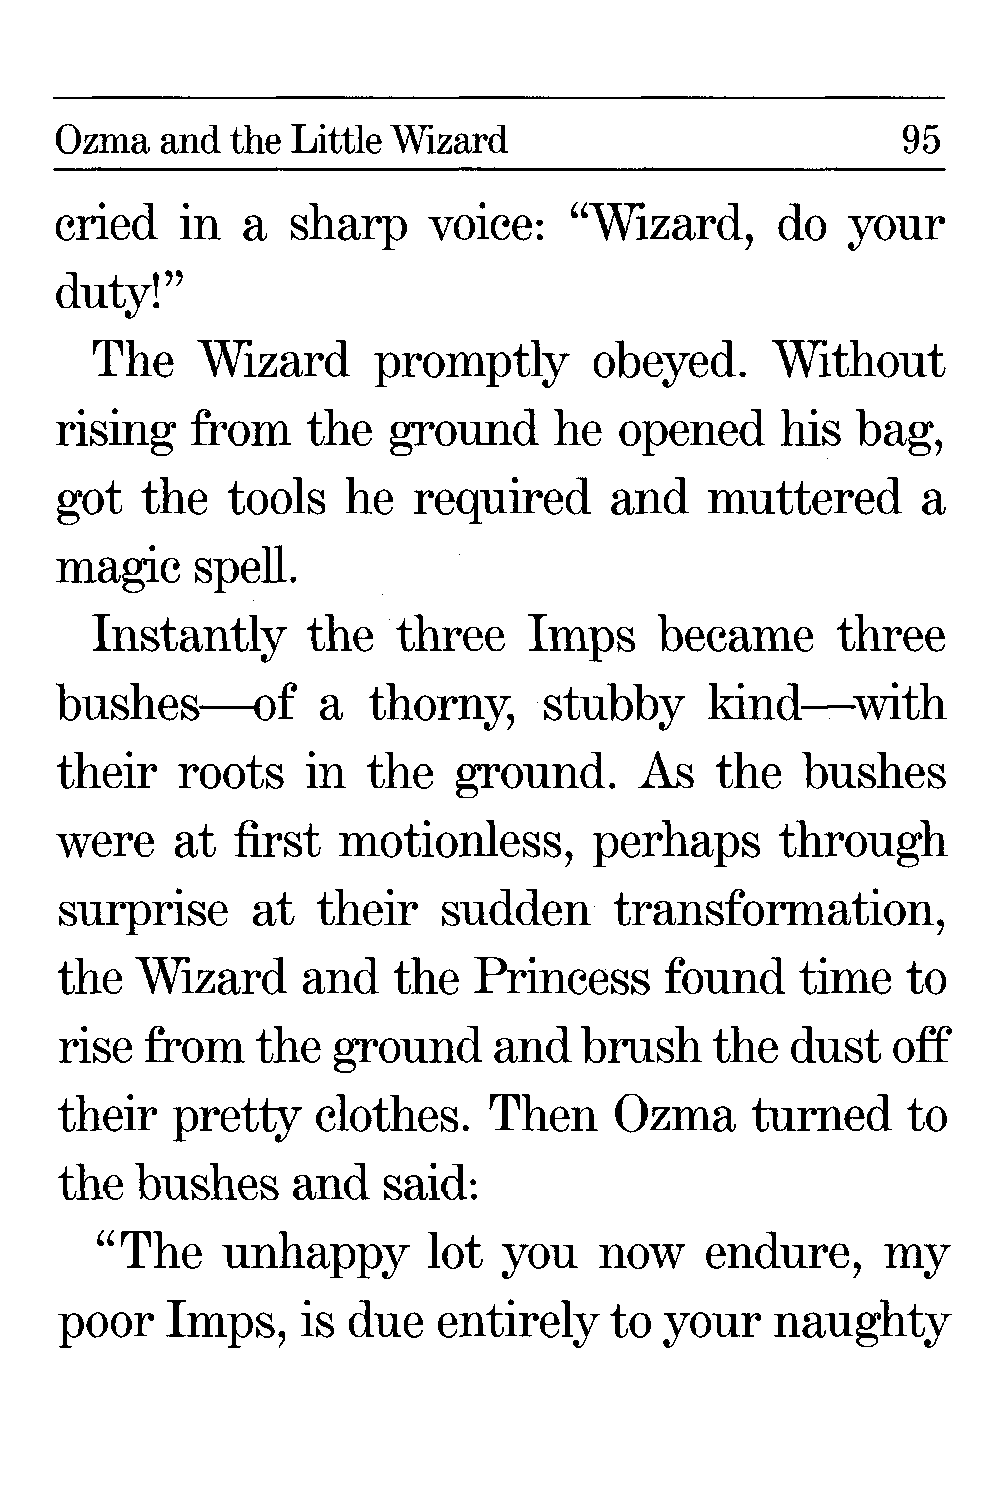 Ozma and the Little Wizard 95
cried in a sharp voice: “Wizard, do your
duty!”
The Wizard promptly obeyed. Without
rising from the ground he opened his bag,
got the tools he required and muttered a
magic spell.
Instantly the three Imps became three
bushes—of a thorny, stubby kind—with
their roots in the ground. As the bushes
were at first motionless, perhaps through
surprise at their sudden transformation,
the Wizard and the Princess found time to
rise from the ground and brush the dust off
their pretty clothes. Then Ozma turned to
the bushes and said:
“The unhappy lot you now endure, my
poor Imps, is due entirely to your naughty